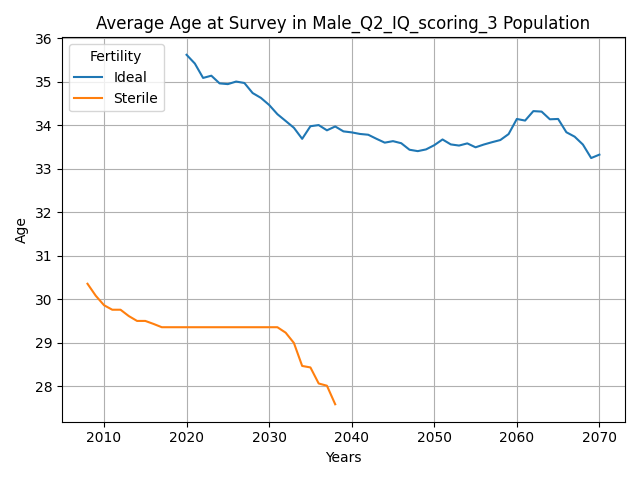 Average Age at Survey in Male_Q2_IQ_scoring_3 Population
Fertility
Ideal
Sterile
Age
36
35
34
33
32
31
30
29
28
2010 2020 2030 2040 2050 2060 2070
Years